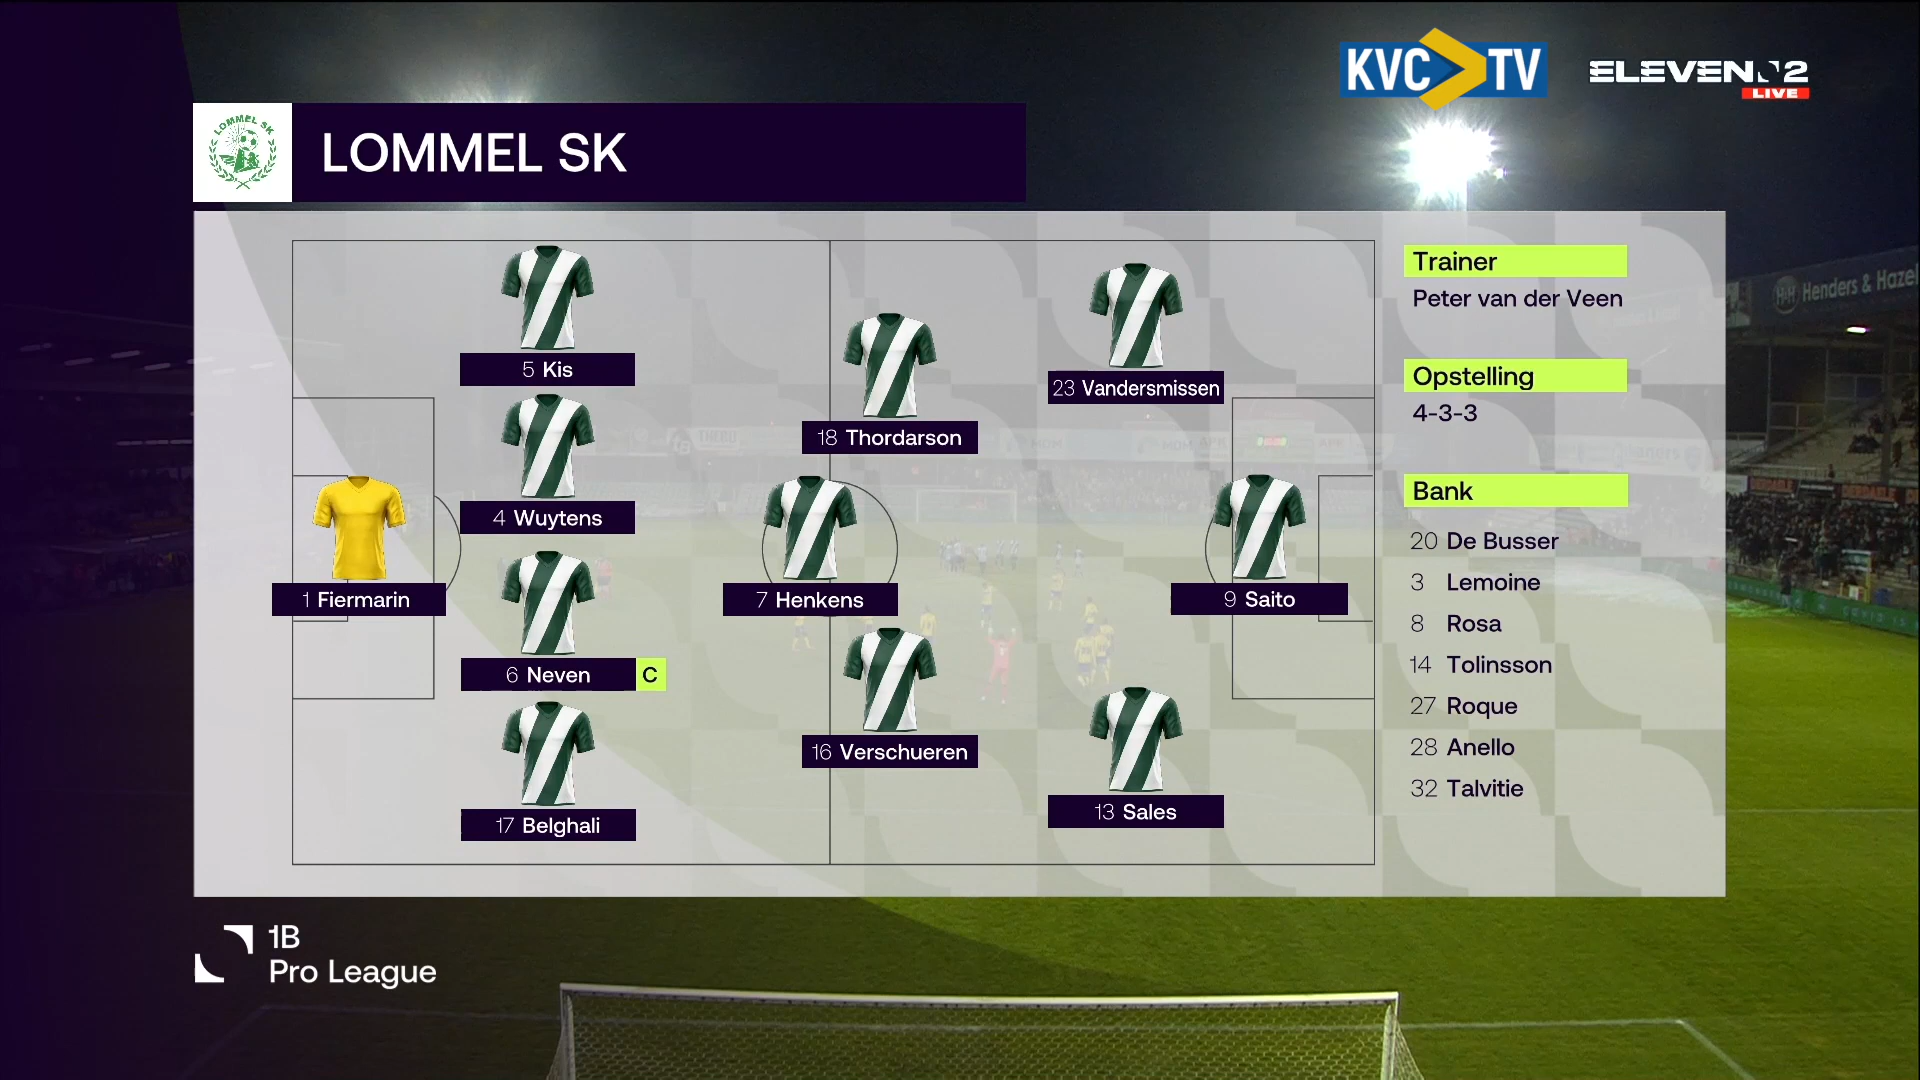 KVC TV
ELEVEN 2
LIVE
LOMMEL SK
LOMMEL SK
5 Kis
4 Wuytens
1 Fiermarin
6 Neven C
17 Belghali
18 Thordarson
7 Henkens
16 Verschueren
23 Vandersmissen
9 Saito
13 Sales
Trainer
Peter van der Veen
Opstelling
4-3-3
Bank
20 De Busser
3 Lemoine
8 Rosa
14 Tolinsson
27 Roque
28 Anello
32 Talvitie
H+H Henders & Hazel
1B
Pro League